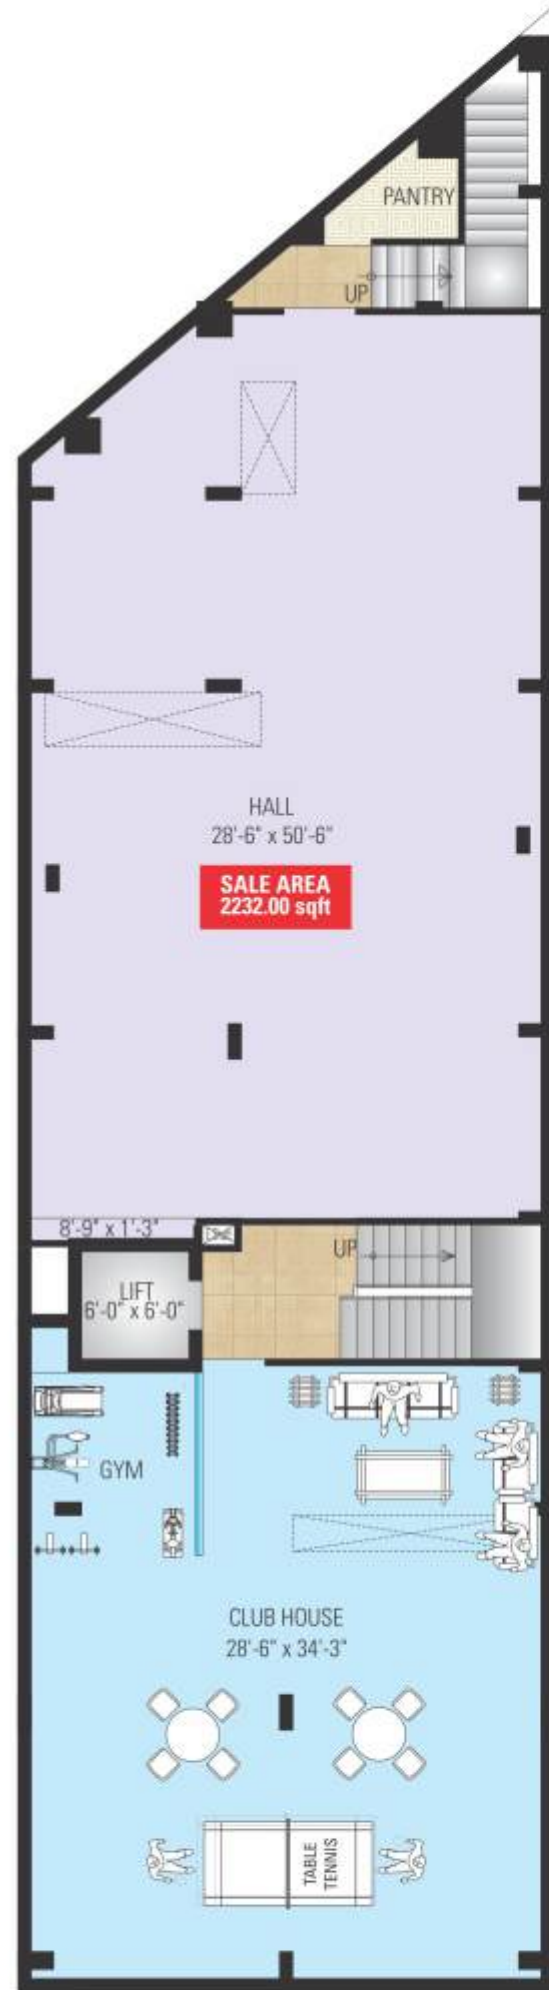 PANTRY
UP
HALL
28'-6" x 50'-6"
SALE AREA
2232.00 sqft
8'-9" x 1'-3"
UP
LIFT
6'-0" x 6'-0"
GYM
CLUB HOUSE
28'-6" x 34'-3"
TABLE
TENNIS